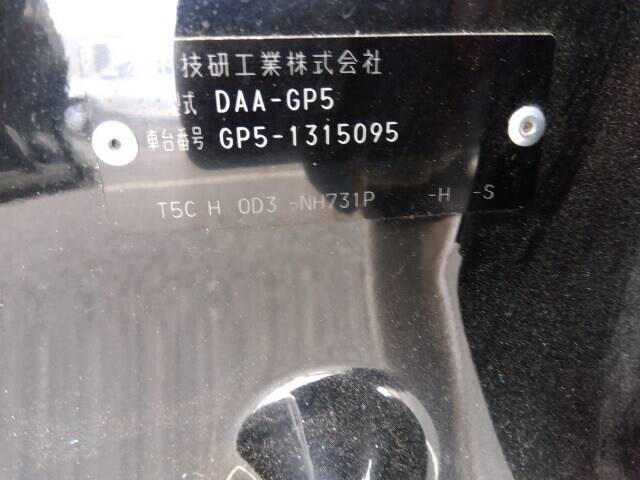 技研工業株式会社
式 DAA-GP5
車台番号 GP5-1315095
T5C H 0D3 -NH731P -H -S